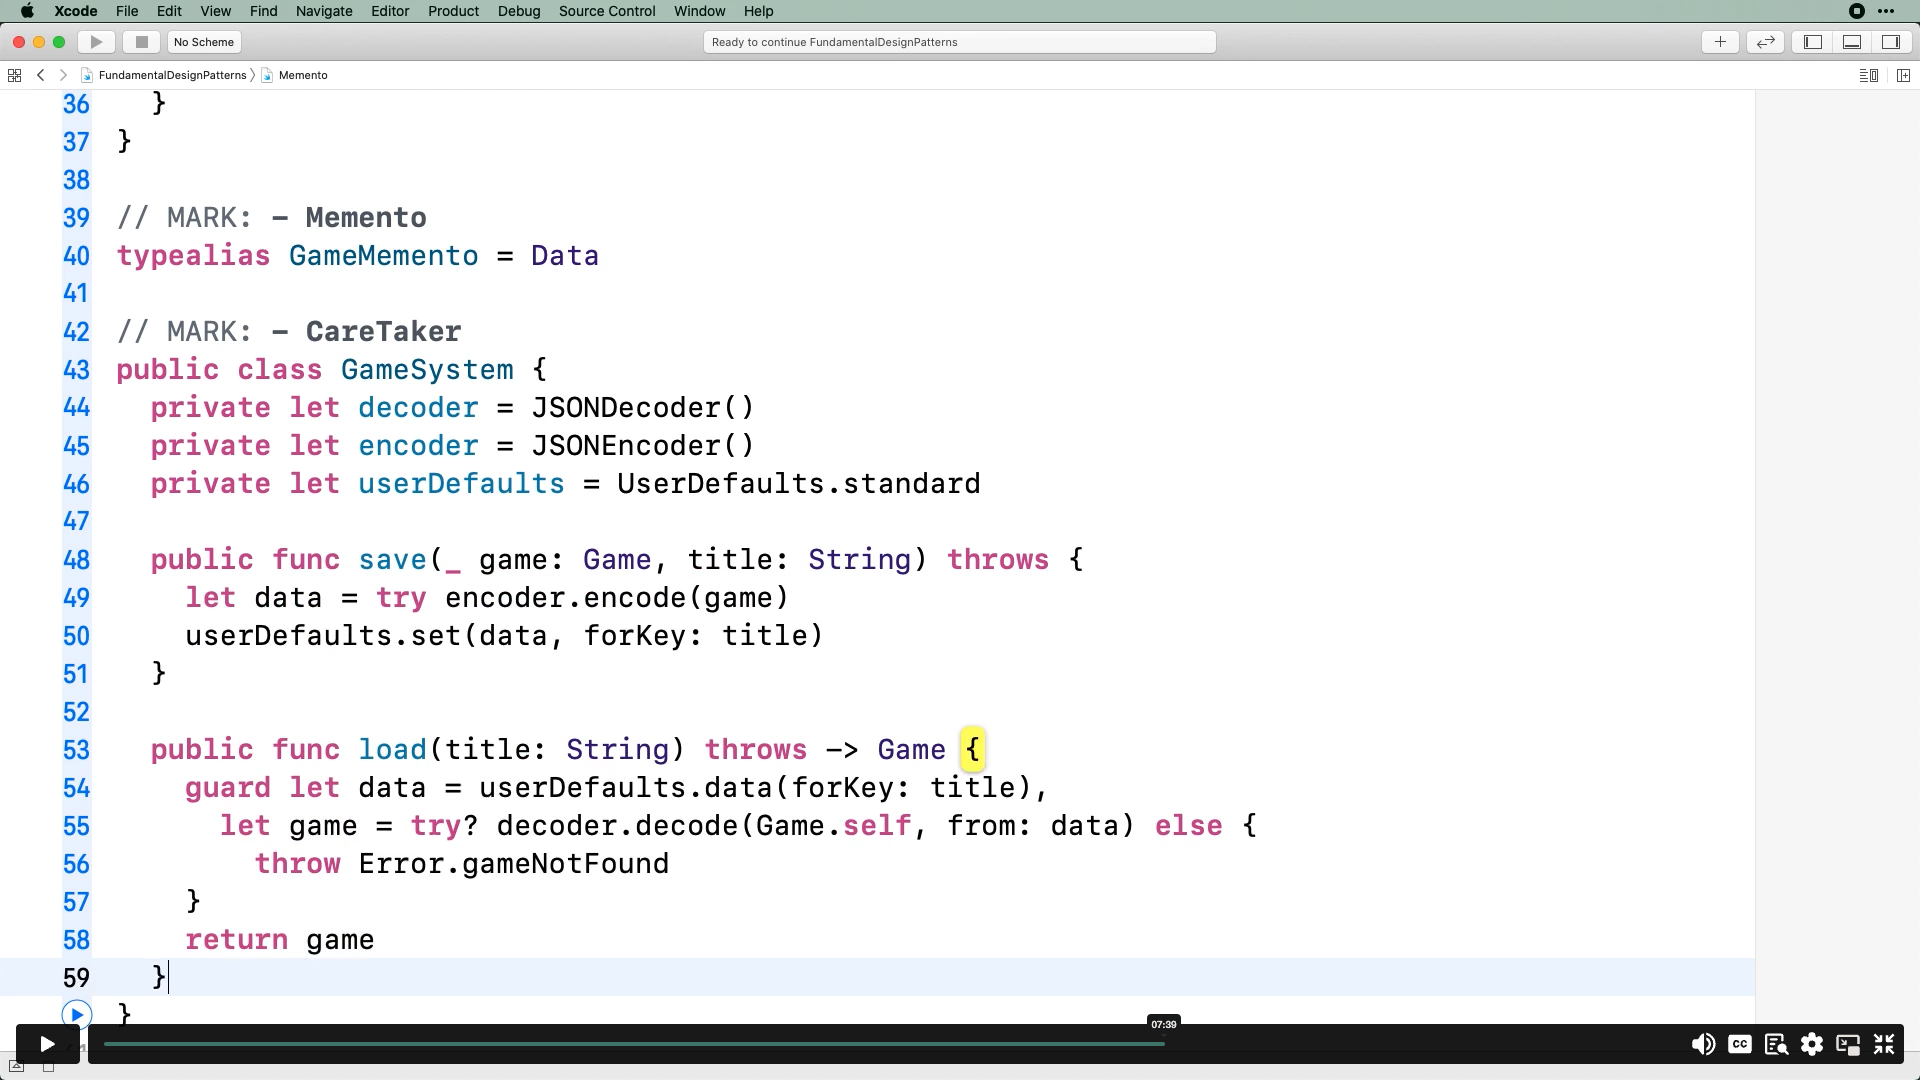 Xcode File Edit View Find Navigate Editor Product Debug Source Control Window Help
No Scheme
Ready to continue FundamentalDesignPatterns
FundamentalDesignPatterns Memento
36 }
37 }
38
39 // MARK: - Memento
40 typealias GameMemento = Data
41
42 // MARK: - CareTaker
43 public class GameSystem {
44 private let decoder = JSONDecoder()
45 private let encoder = JSONEncoder()
46 private let userDefaults = UserDefaults.standard
47
48 public func save(_ game: Game, title: String) throws {
49 let data = try encoder.encode(game)
50 userDefaults.set(data, forKey: title)
51 }
52
53 public func load(title: String) throws -> Game {
54 guard let data = userDefaults.data(forKey: title),
55 let game = try? decoder.decode(Game.self, from: data) else {
56 throw Error.gameNotFound
57 }
58 return game
59 }
}
07:39
CC